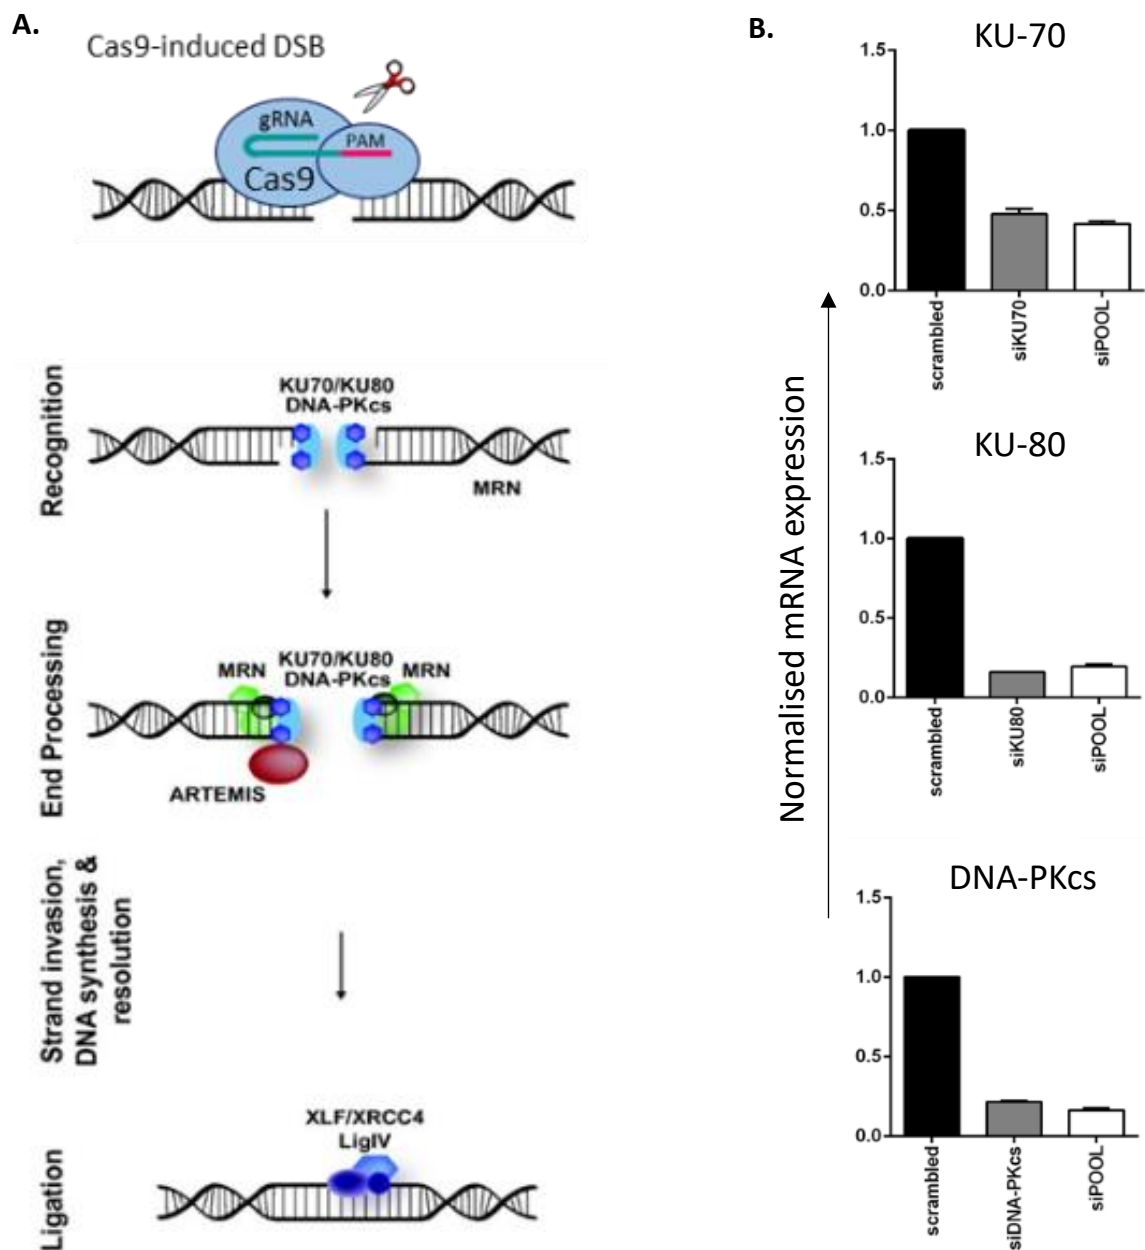 A.
Cas9-induced DSB
gRNA
PAM
Cas9
Recognition
KU70/KU80
DNA-PKcs
MRN
End Processing
MRN
KU70/KU80
DNA-PKcs
MRN
ARTEMIS
Strand invasion,
DNA synthesis &
resolution
XLF/XRCC4
LigIV
Ligation
B.
Normalised mRNA expression
KU-70
1.5
1.0
0.5
0.0
scrambled
siKU70
siPOOL
KU-80
1.5
1.0
0.5
0.0
scrambled
siKU80
siPOOL
DNA-PKcs
1.5
1.0
0.5
0.0
scrambled
siDNA-PKcs
siPOOL